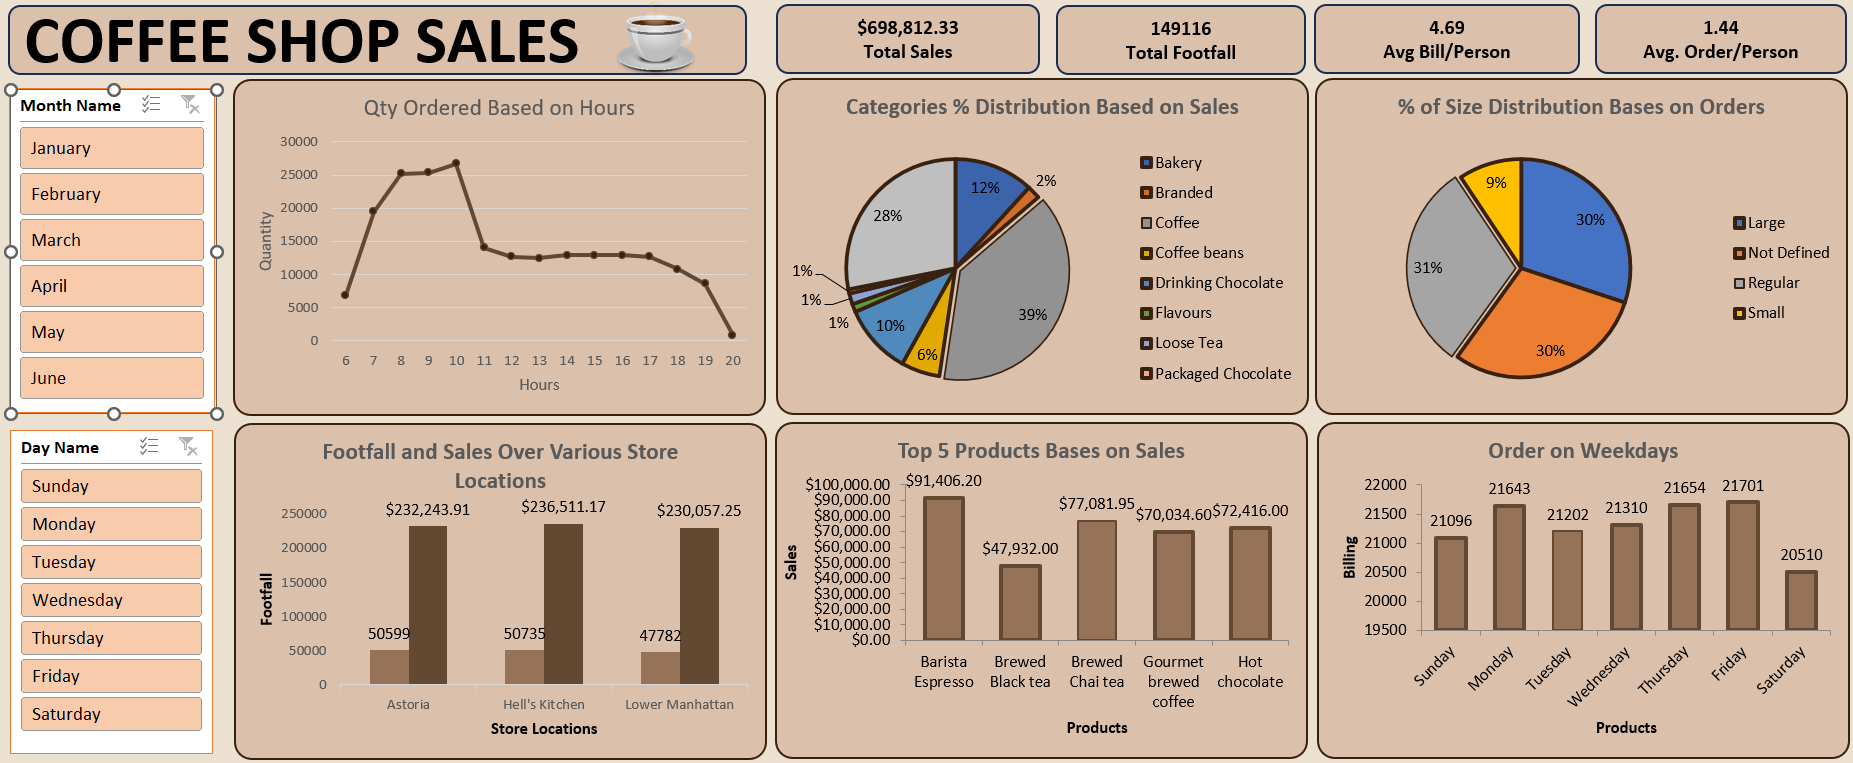 COFFEE SHOP SALES
$698,812.33
Total Sales
149116
Total Footfall
4.69
Avg Bill/Person
1.44
Avg. Order/Person
Month Name
January
February
March
April
May
June
Day Name
Sunday
Monday
Tuesday
Wednesday
Thursday
Friday
Saturday
Qty Ordered Based on Hours
30000
25000
20000
15000
10000
5000
0
Quantity
6 7 8 9 10 11 12 13 14 15 16 17 18 19 20
Hours
Categories % Distribution Based on Sales
12%
2%
39%
6%
10%
1%
1%
1%
28%
Bakery
Branded
Coffee
Coffee beans
Drinking Chocolate
Flavours
Loose Tea
Packaged Chocolate
% of Size Distribution Bases on Orders
30%
30%
31%
9%
Large
Not Defined
Regular
Small
Footfall and Sales Over Various Store
Locations
250000
200000
150000
100000
50000
0
Footfall
$232,243.91
$236,511.17
$230,057.25
50599
50735
47782
Astoria
Hell's Kitchen
Lower Manhattan
Store Locations
Top 5 Products Bases on Sales
$100,000.00
$90,000.00
$80,000.00
$70,000.00
$60,000.00
$50,000.00
$40,000.00
$30,000.00
$20,000.00
$10,000.00
$0.00
Sales
$91,406.20
$47,932.00
$77,081.95
$70,034.60
$72,416.00
Barista
Espresso
Brewed
Black tea
Brewed
Chai tea
Gourmet
brewed
coffee
Hot
chocolate
Products
Order on Weekdays
22000
21500
21000
20500
20000
19500
Billing
21096
21643
21202
21310
21654
21701
20510
Sunday
Monday
Tuesday
Wednesday
Thursday
Friday
Saturday
Products